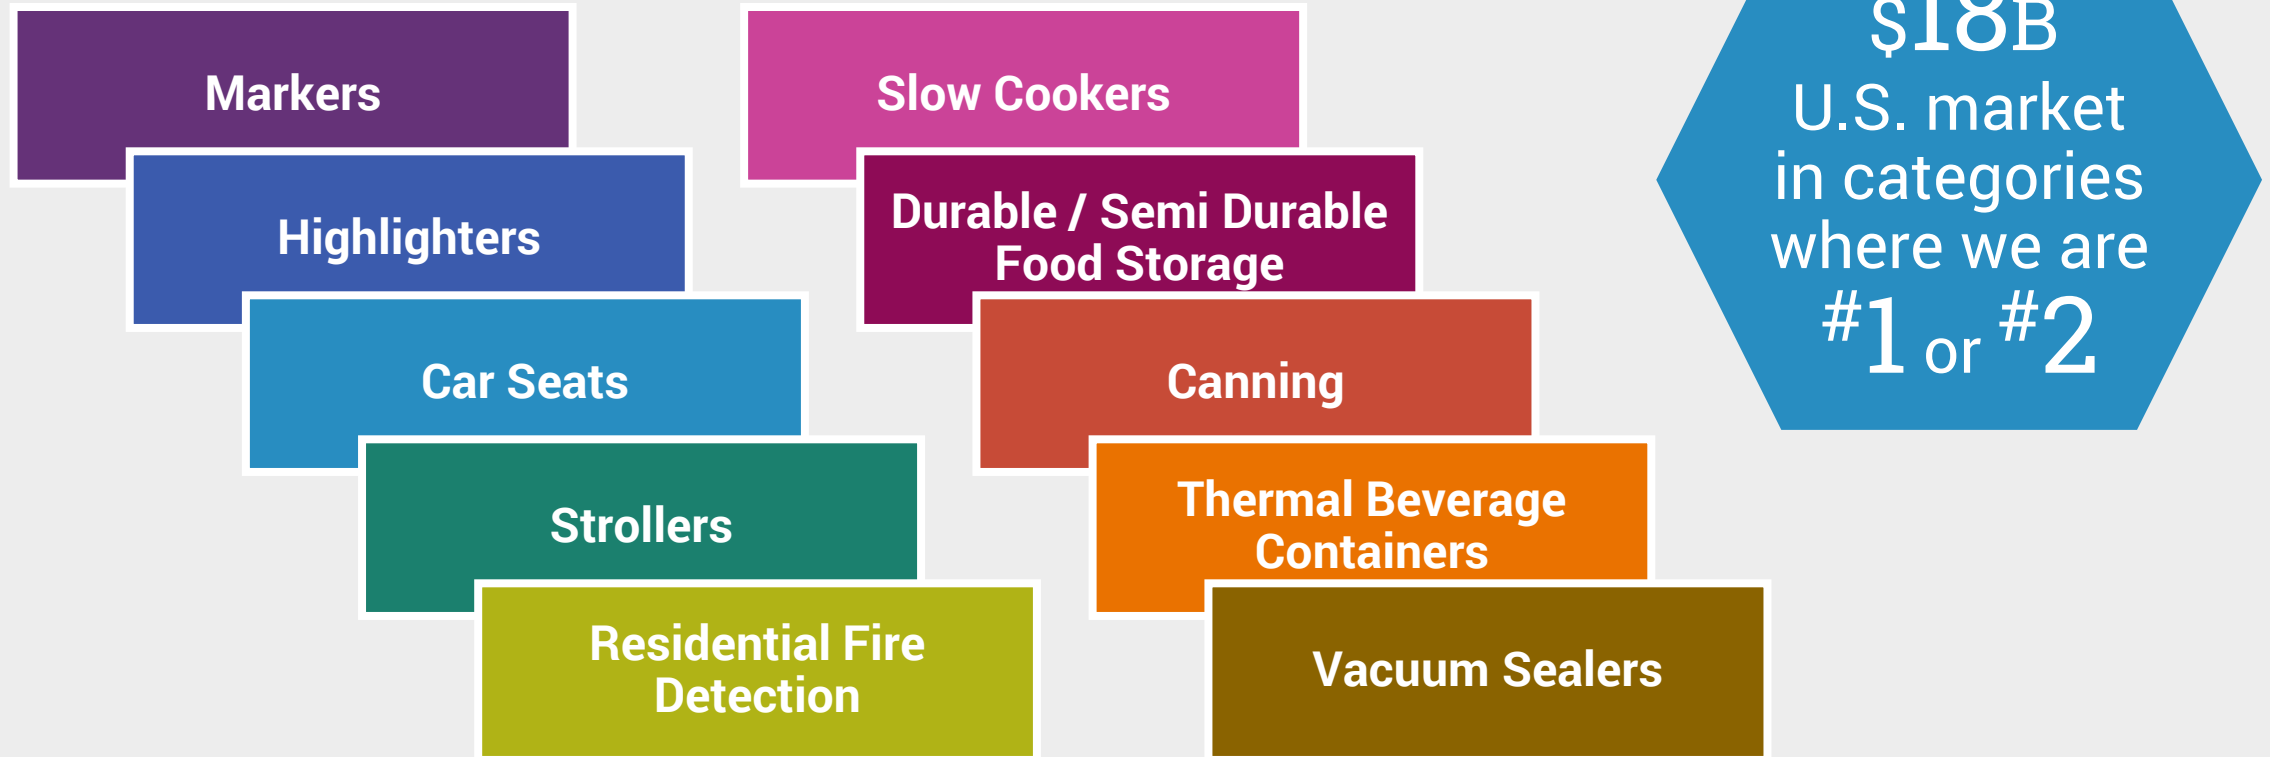 Markers
Highlighters
Car Seats
Strollers
Residential Fire
Detection
Slow Cookers
Durable / Semi Durable
Food Storage
Canning
Thermal Beverage
Containers
Vacuum Sealers
$18B
U.S. market
in categories
where we are
#1 or #2